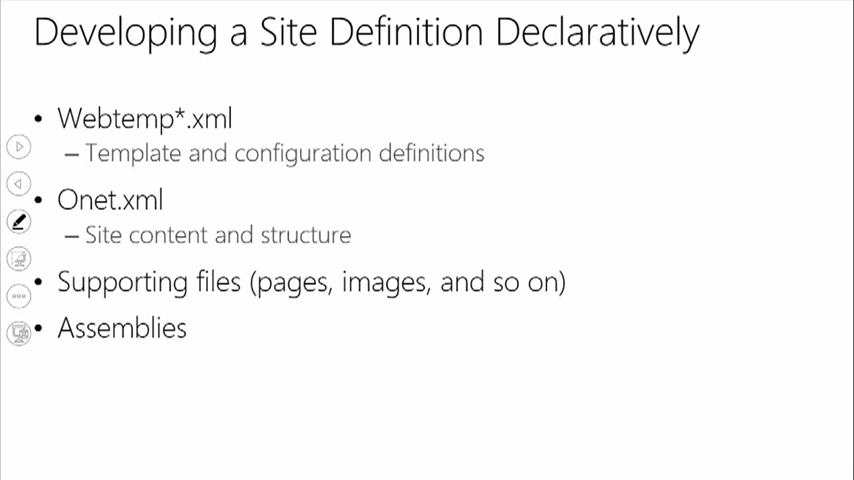 Developing a Site Definition Declaratively
• Webtemp*.xml
– Template and configuration definitions
• Onet.xml
– Site content and structure
• Supporting files (pages, images, and so on)
• Assemblies